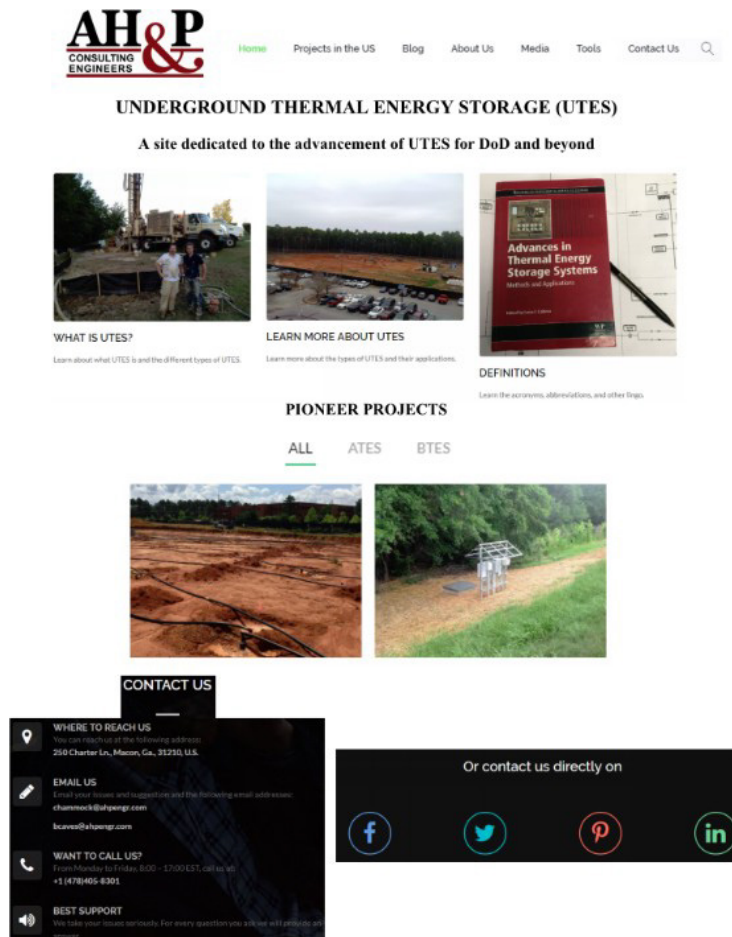 AH&P
CONSULTING
ENGINEERS
Home Projects in the US Blog About Us Media Tools Contact Us
UNDERGROUND THERMAL ENERGY STORAGE (UTES)
A site dedicated to the advancement of UTES for DoD and beyond
Advances in
Thermal Energy
Storage Systems
Methods and Applications
WHAT IS UTES?
Learn about what UTES is and the different types of UTES.
LEARN MORE ABOUT UTES
Learn more about the types of UTES and their applications.
DEFINITIONS
Learn the acronyms, abbreviations, and other lingo.
PIONEER PROJECTS
ALL ATES BTES
CONTACT US
WHERE TO REACH US
You can reach us at the following address:
250 Charter Ln., Macon, Ga., 31210, U.S.
EMAIL US
Email your issues and suggestion and the following email addresses:
chammock@ahpengr.com
bcaves@ahpengr.com
WANT TO CALL US?
From Monday to Friday, 8:00 – 17:00 EST, call us at:
+1 (478)405-8301
BEST SUPPORT
We take your issues seriously. For every question you ask we will provide an
Or contact us directly on